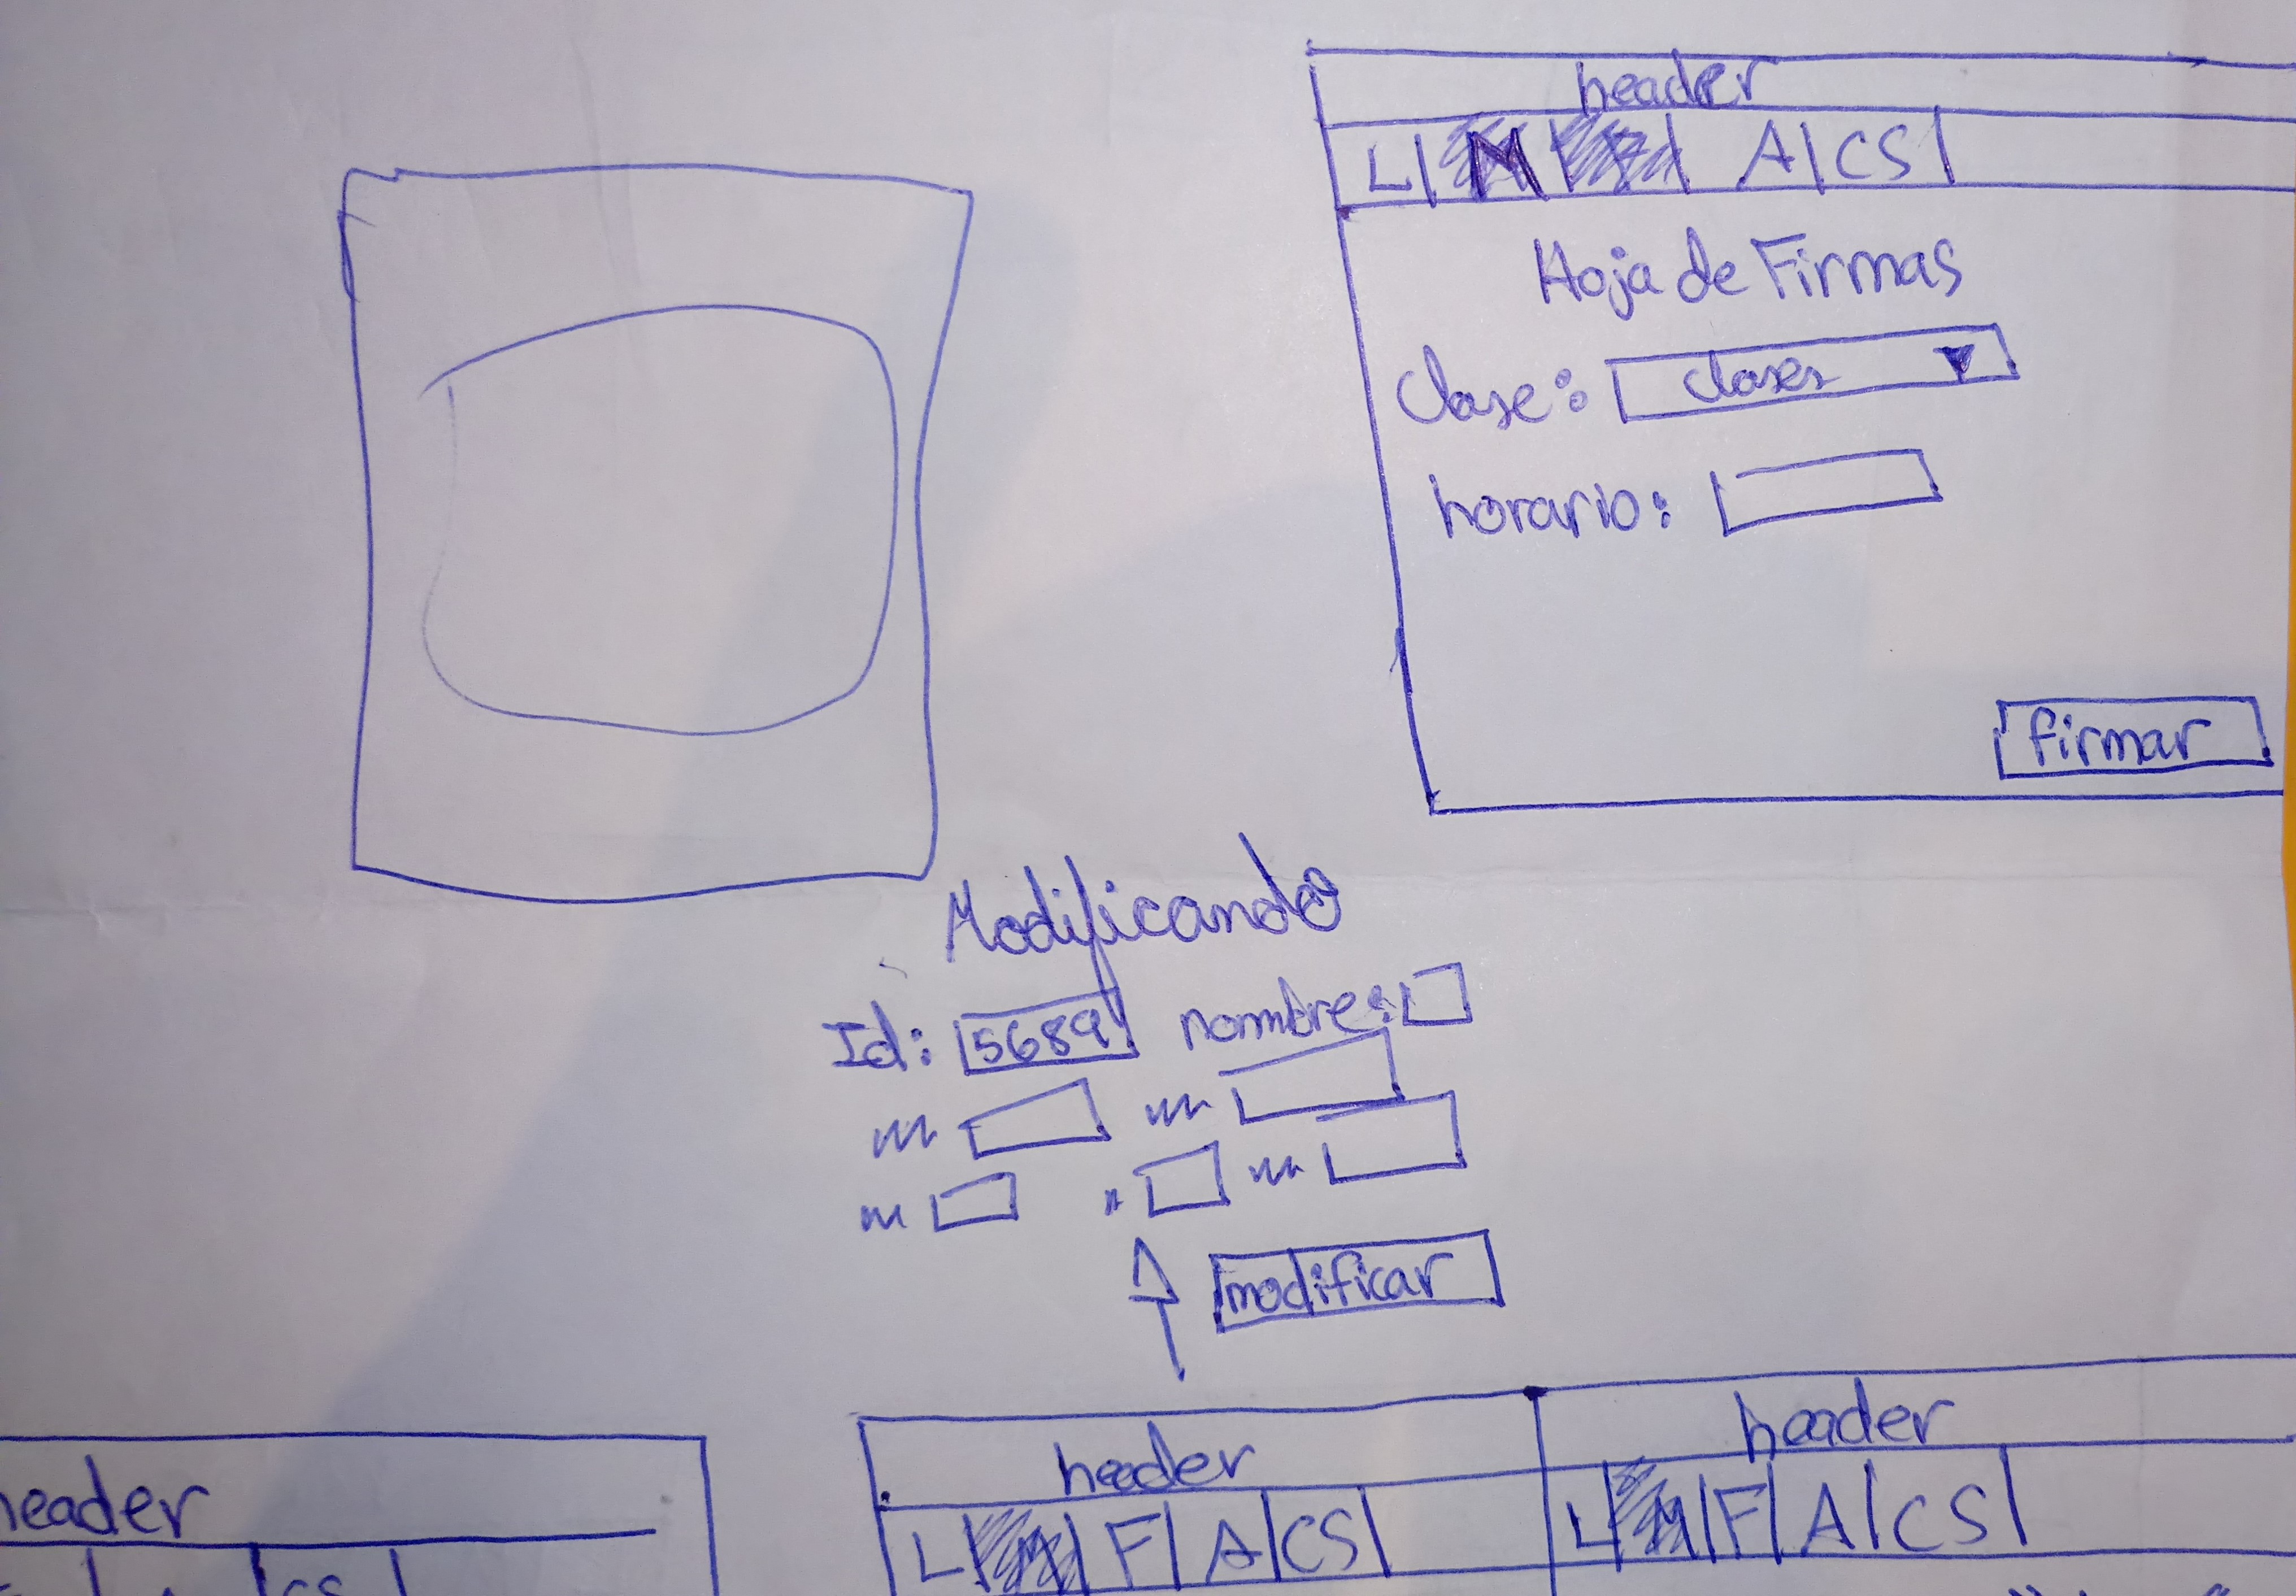 header
L M F A CS
Hoja de Firmas
Clase: clases
horario:
firmar
Modificando
Id: 5689 nombre:
modificar
header
header
header
L M F A CS
L M F A CS
CS